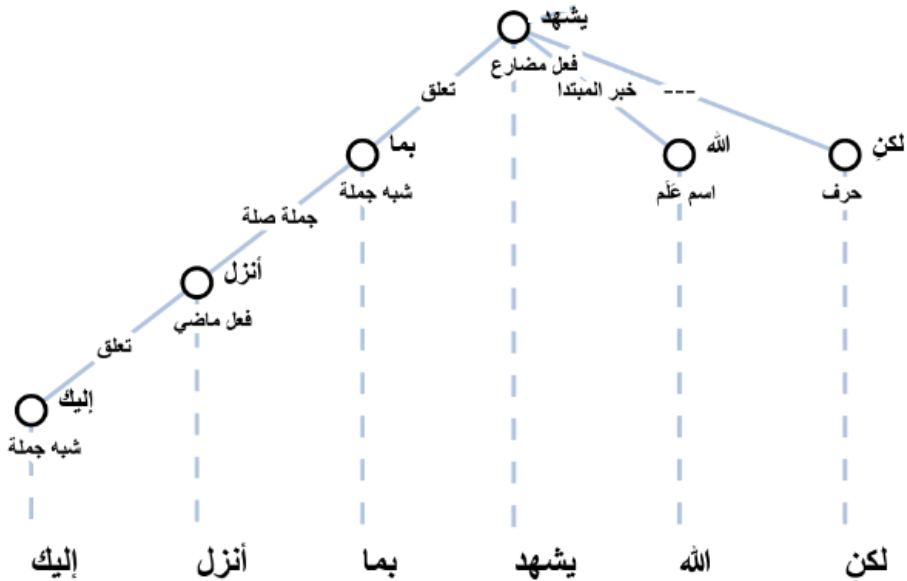 يشهد
فعل مضارع
تعلق
خبر المبتدا
---
بما
شبه جملة
الله
اسم عَلَم
لكنِ
حرف
جملة صلة
أنزل
فعل ماضي
تعلق
إليك
شبه جملة
لكن الله يشهد بما أنزل إليك